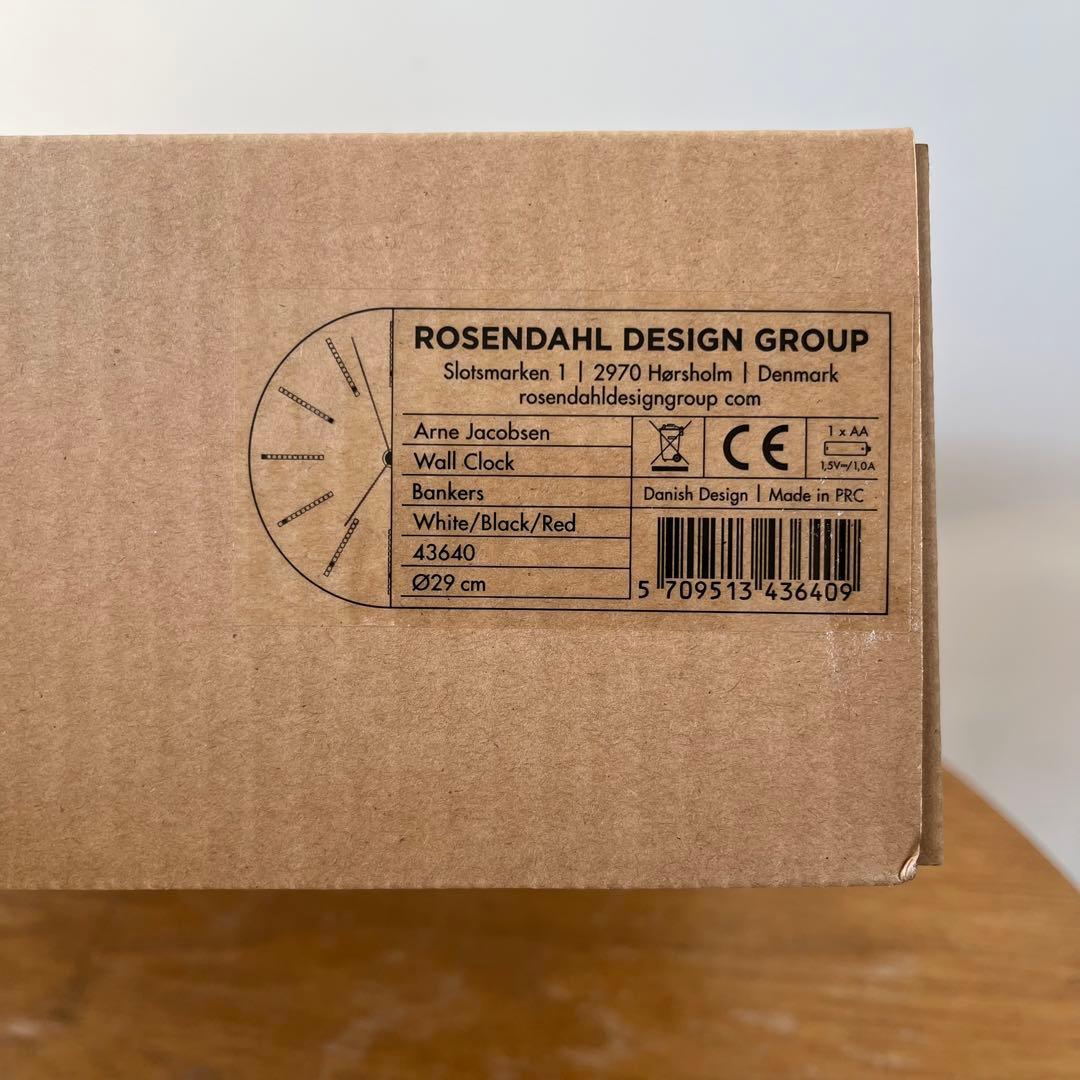 ROSENDAHL DESIGN GROUP
Slotsmarken 1 | 2970 Hørsholm | Denmark
rosendahldesigngroup com
Arne Jacobsen
Wall Clock
Bankers
White/Black/Red
43640
Ø29 cm
CE
1 x AA
1,5V⎓/1,0A
Danish Design | Made in PRC
5 709513 436409